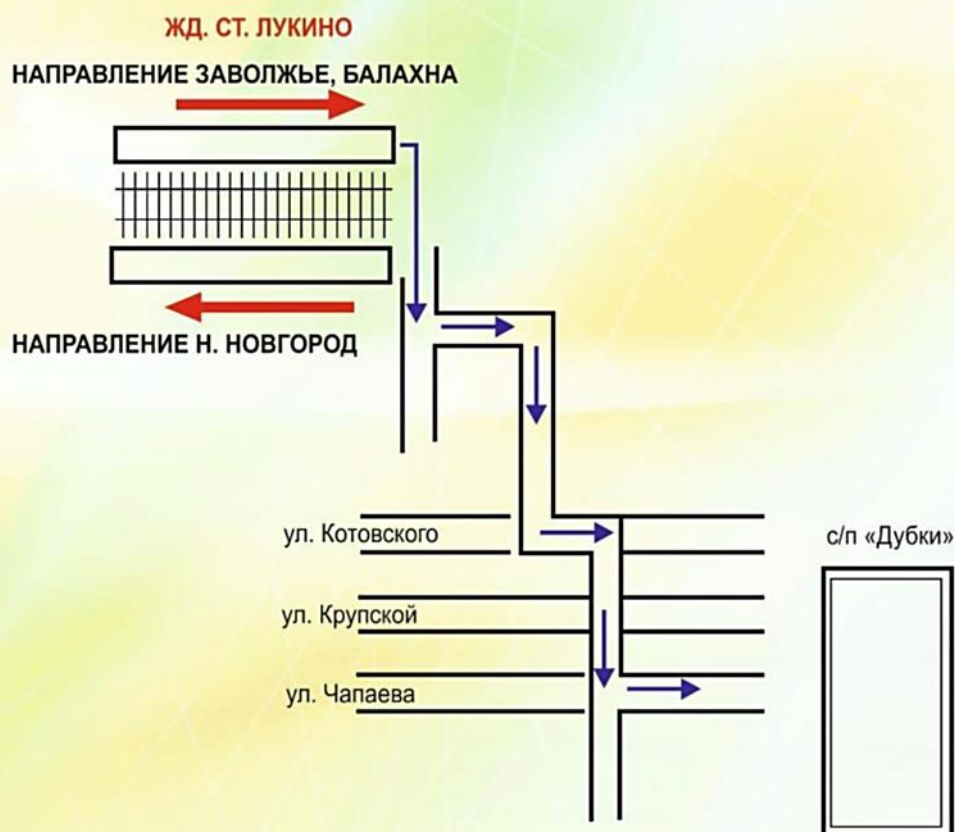 ЖД. СТ. ЛУКИНО
НАПРАВЛЕНИЕ ЗАВОЛЖЬЕ, БАЛАХНА
НАПРАВЛЕНИЕ Н. НОВГОРОД
ул. Котовского
с/п «Дубки»
ул. Крупской
ул. Чапаева